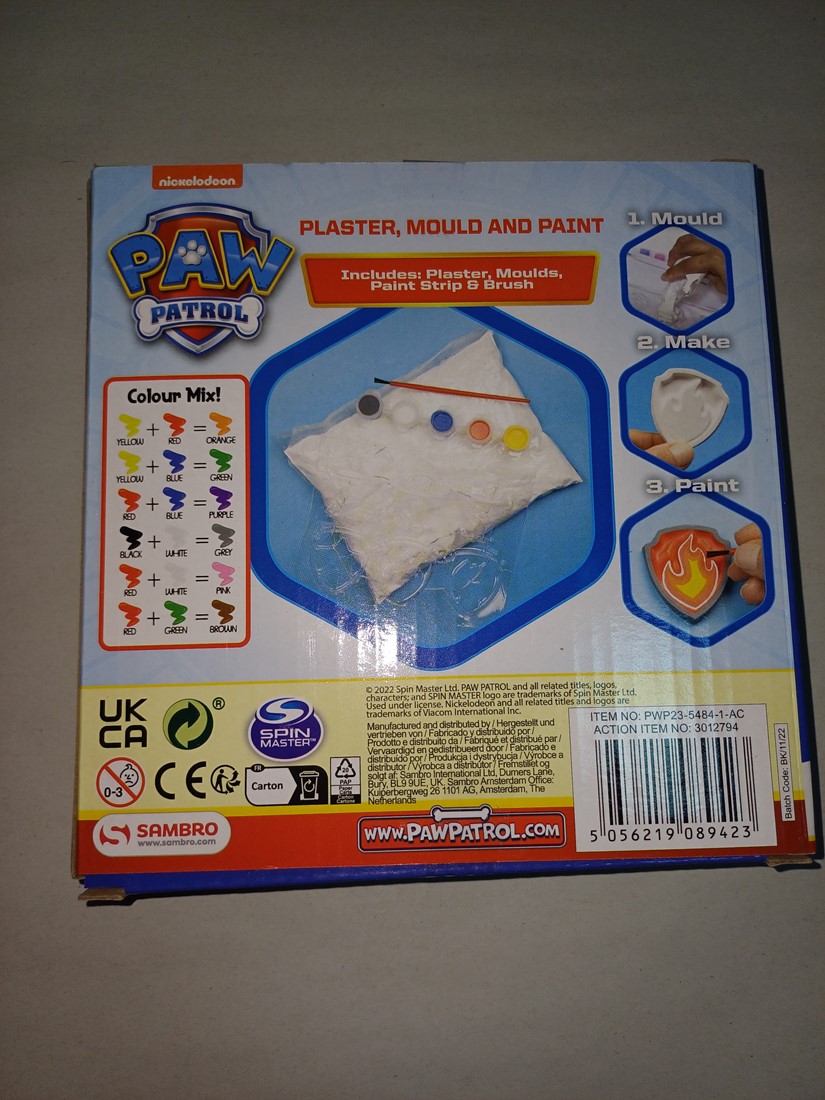 nickelodeon
PAW
PATROL
PLASTER, MOULD AND PAINT
Includes: Plaster, Moulds,
Paint Strip & Brush
1. Mould
2. Make
3. Paint
Colour Mix!
YELLOW + RED = ORANGE
YELLOW + BLUE = GREEN
RED + BLUE = PURPLE
BLACK + WHITE = GREY
RED + WHITE = PINK
RED + GREEN = BROWN
© 2022 Spin Master Ltd. PAW PATROL and all related titles, logos,
characters; and SPIN MASTER logo are trademarks of Spin Master Ltd.
Used under license. Nickelodeon and all related titles and logos are
trademarks of Viacom International Inc.
UK
CA
®
SPIN
MASTER™
Manufactured and distributed by / Hergestellt und
vertrieben von / Fabricado y distribuido por /
Prodotto e distribuito da / Fabriqué et distribué par /
Vervaardigd en gedistribueerd door / Fabricado e
distribuido por / Produkcja i dystrybucja / Výrobce a
distributor / Výrobca a distribútor / Fremstillet og
solgt af: Sambro International Ltd, Dumers Lane,
Bury, BL9 9UE, UK. Sambro Amsterdam Office:
Kuiperbergweg 26 1101 AG, Amsterdam, The
Netherlands
0-3
CE
FR
Carton
20
PAP
SAMBRO
www.sambro.com
www.PAWPATROL.COM
ITEM NO: PWP23-5484-1-AC
ACTION ITEM NO: 3012794
5 056219 089423
Batch Code: BK/11/22